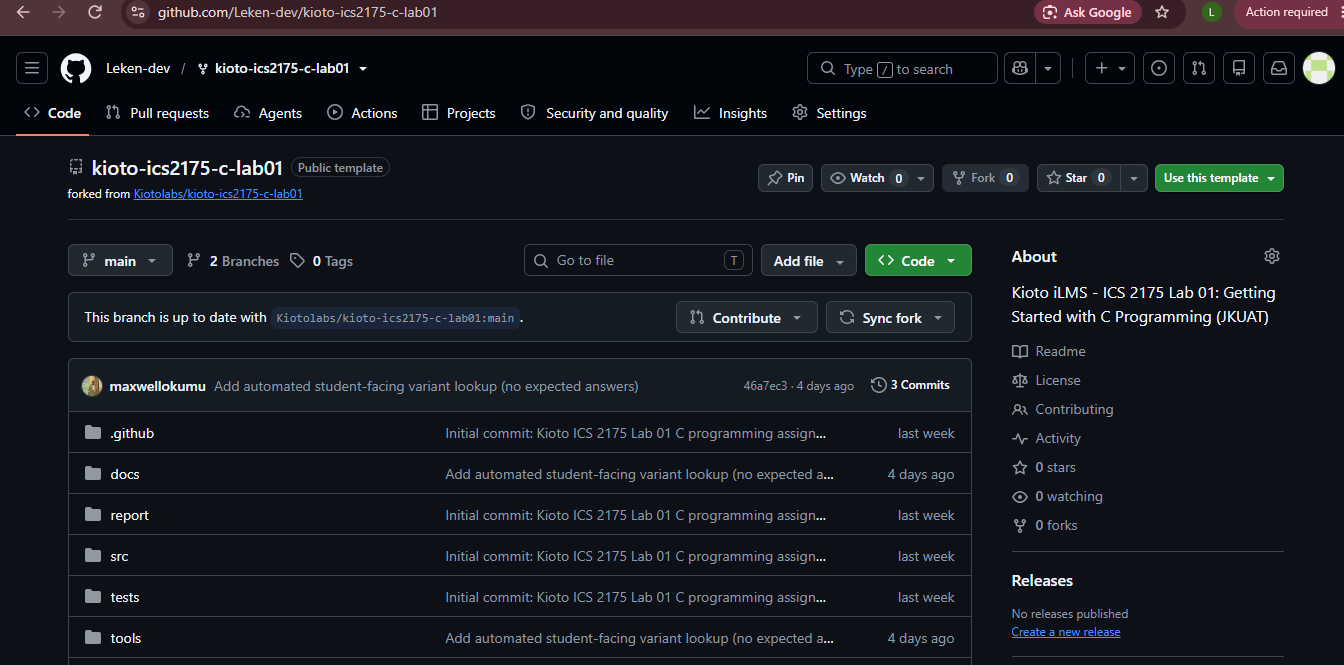 github.com/Leken-dev/kioto-ics2175-c-lab01
Ask Google
L
Action required
Leken-dev / kioto-ics2175-c-lab01
Type / to search
Code
Pull requests
Agents
Actions
Projects
Security and quality
Insights
Settings
kioto-ics2175-c-lab01 Public template
forked from Kiotolabs/kioto-ics2175-c-lab01
Pin
Watch 0
Fork 0
Star 0
Use this template
main
2 Branches
0 Tags
Go to file T
Add file
Code
This branch is up to date with Kiotolabs/kioto-ics2175-c-lab01:main .
Contribute
Sync fork
maxwellokumu Add automated student-facing variant lookup (no expected answers) 46a7ec3 · 4 days ago 3 Commits
.github Initial commit: Kioto ICS 2175 Lab 01 C programming assign... last week
docs Add automated student-facing variant lookup (no expected a... 4 days ago
report Initial commit: Kioto ICS 2175 Lab 01 C programming assign... last week
src Initial commit: Kioto ICS 2175 Lab 01 C programming assign... last week
tests Initial commit: Kioto ICS 2175 Lab 01 C programming assign... last week
tools Add automated student-facing variant lookup (no expected a... 4 days ago
About
Kioto iLMS - ICS 2175 Lab 01: Getting
Started with C Programming (JKUAT)
Readme
License
Contributing
Activity
0 stars
0 watching
0 forks
Releases
No releases published
Create a new release